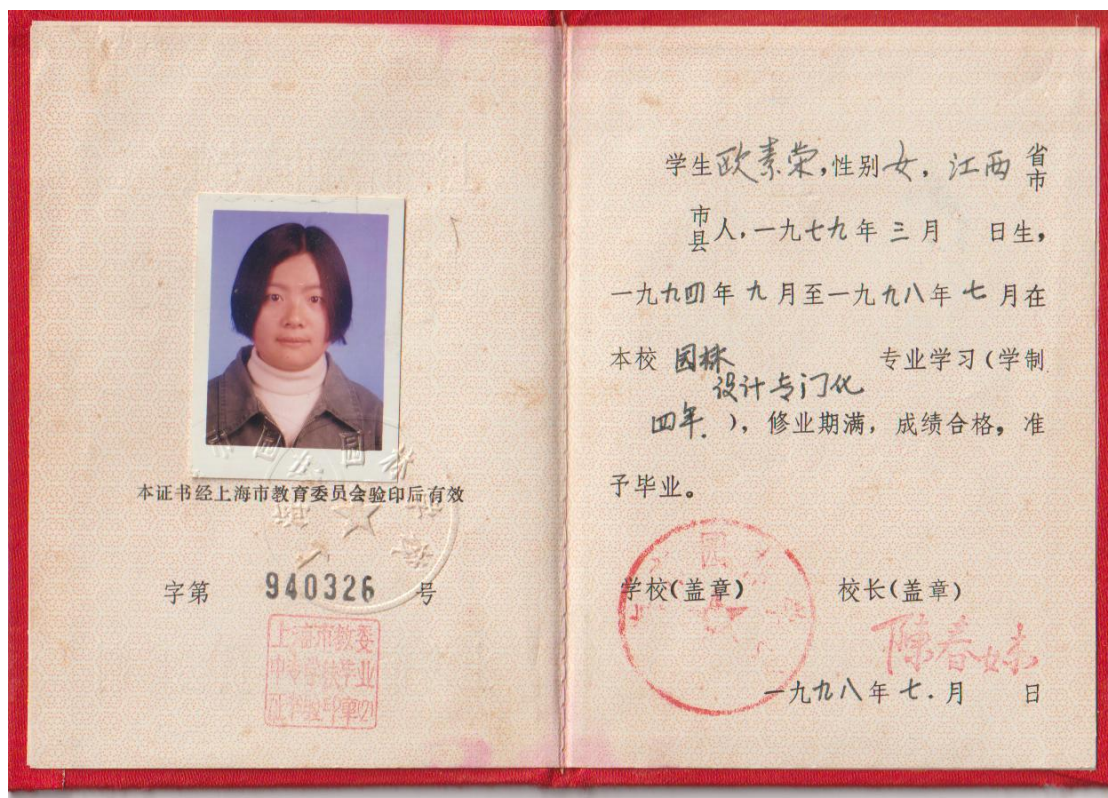 本证书经上海市教育委员会验印后有效
字第 940326 号
上海市教委
中专学校毕业
证书验印章(2)
学生欧素荣,性别女,江西省市
市县人,一九七九年三月 日生,
一九九四年九月至一九九八年七月在
本校 园林 专业学习(学制
设计专门化
四年.),修业期满,成绩合格,准
予毕业。
学校(盖章) 校长(盖章)
陈春妹
一九九八年七.月 日